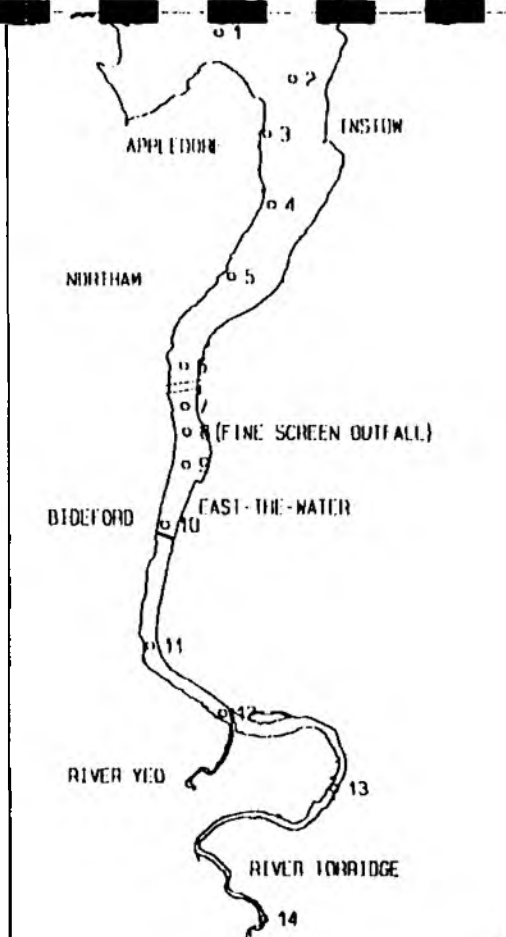 1
2
INSTOW
3
APPLEDORE
4
NORTHAM
5
6
7
8 (FINE SCREEN OUTFALL)
9
EAST-THE-WATER
BIDEFORD
10
11
12
RIVER YEO
13
RIVER TORRIDGE
14